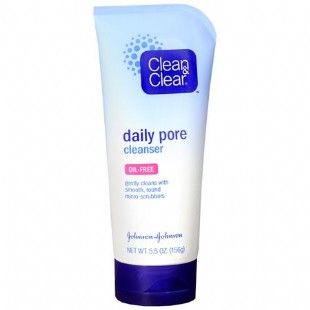 Clean
&
Clear
daily pore
cleanser
OIL-FREE
gently cleans with
smooth, round
micro-scrubbers
Johnson & Johnson
NET WT 5.5 OZ (156g)